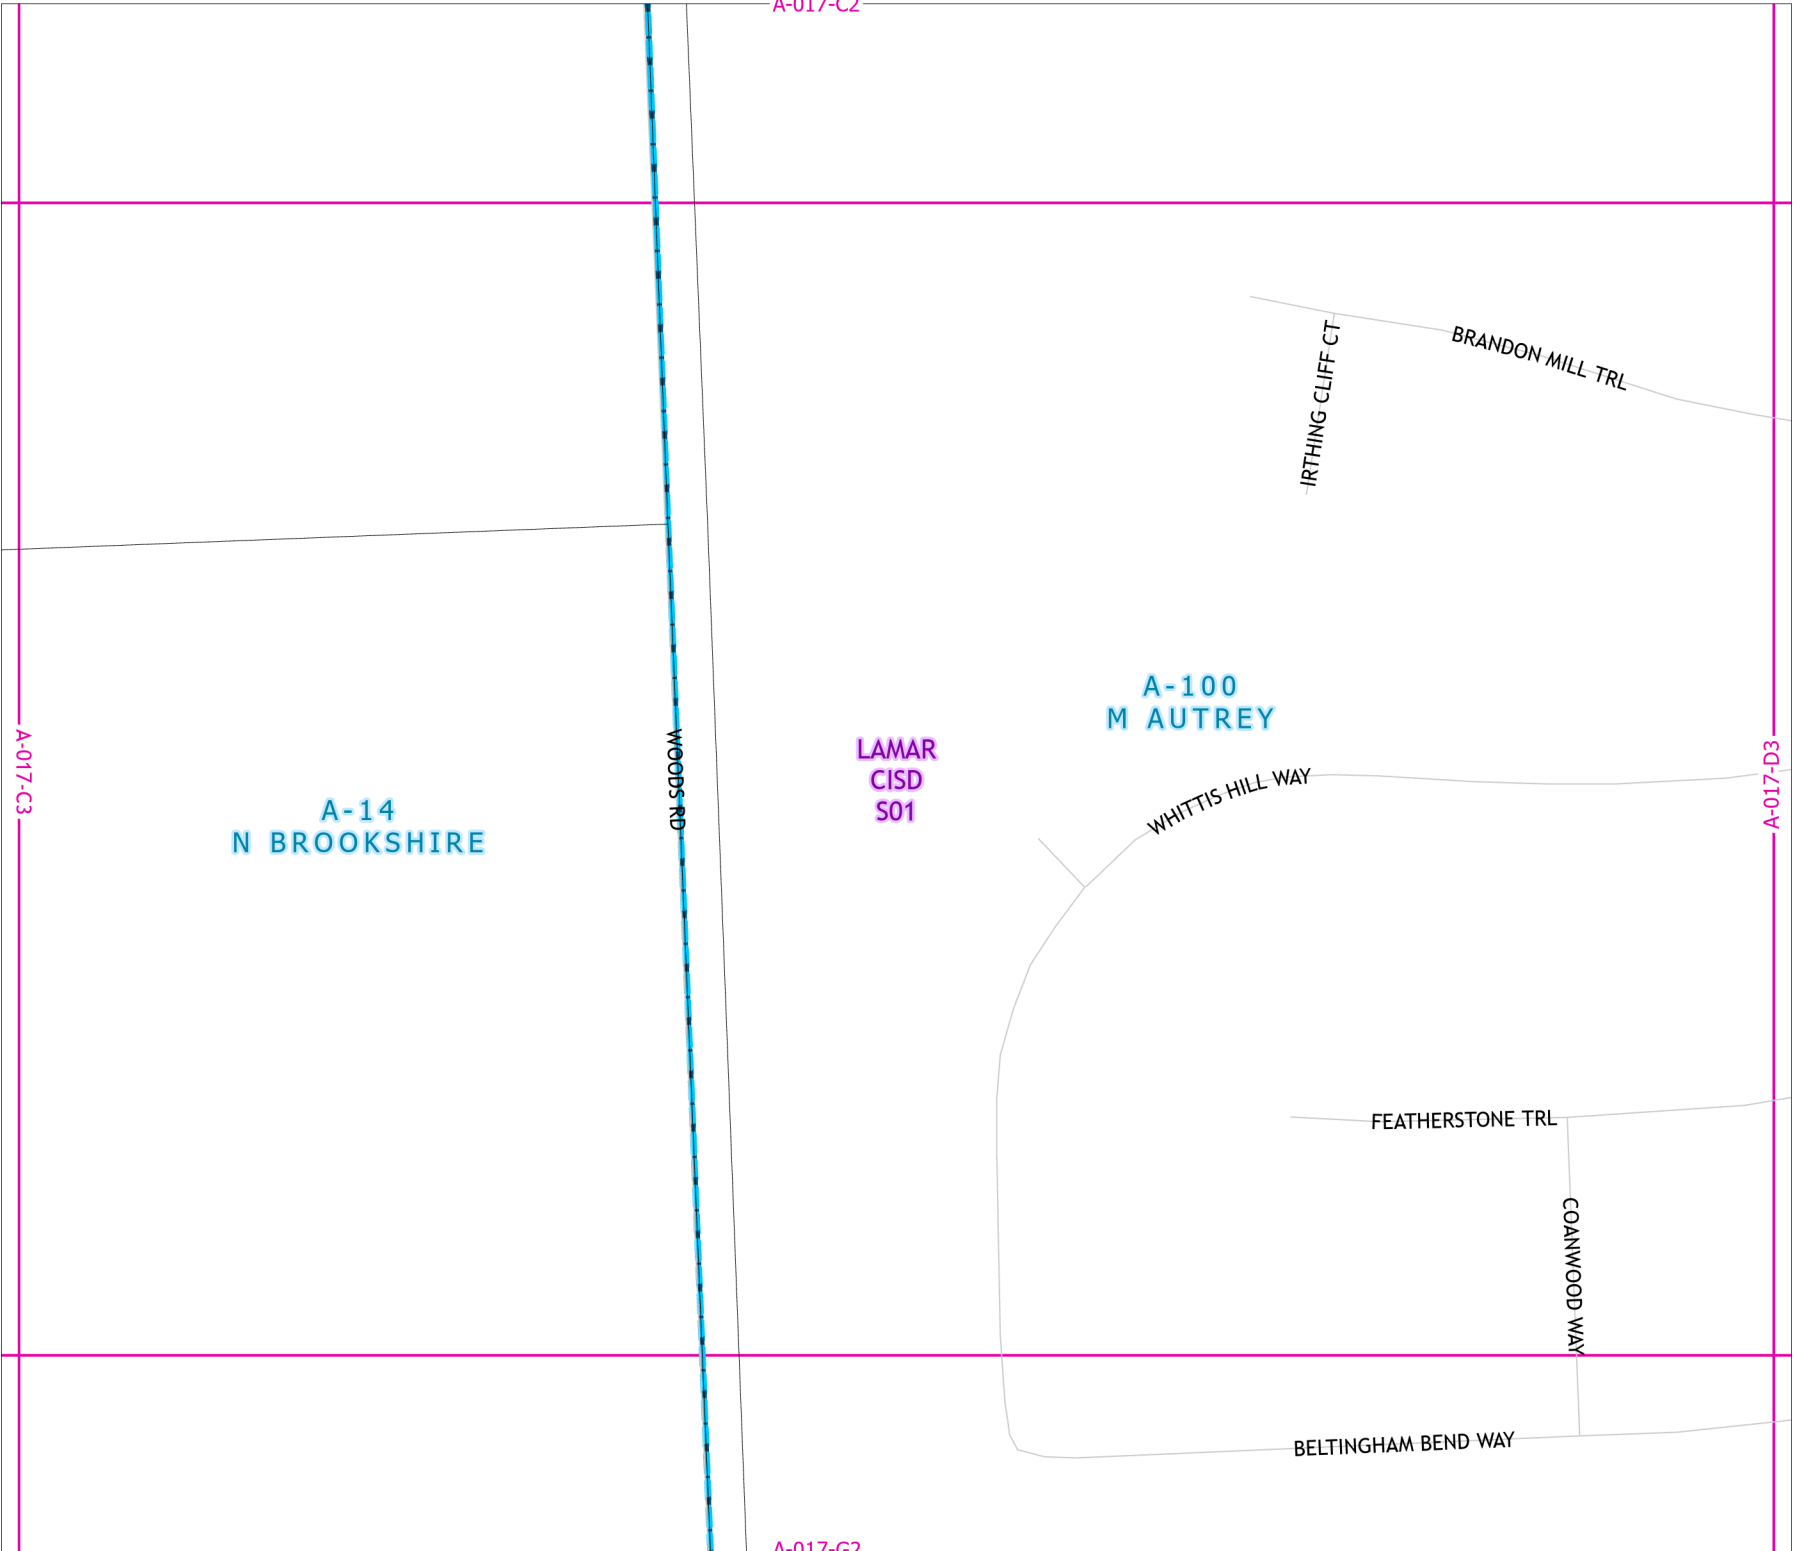 A-017-C2
BRANDON MILL TRL
IRTHING CLIFF CT
A-100
M AUTREY
LAMAR
CISD
S01
WOODS RD
A-017-C3
A-017-D3
WHITTIS HILL WAY
A-14
N BROOKSHIRE
FEATHERSTONE TRL
COANWOOD WAY
BELTINGHAM BEND WAY
A-017-G2